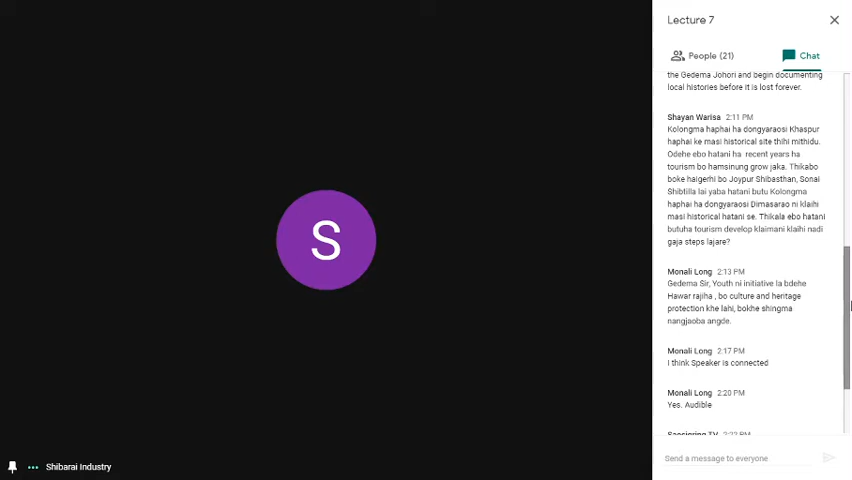 Lecture 7
People (21)
Chat
the Gedema Johori and begin documenting
local histories before it is lost forever.
Shayan Warisa 2:11 PM
Kolongma haphai ha dongyaraosi Khaspur
haphai ke masi historical site thihi mithidu.
Odehe ebo hatani ha recent years ha
tourism bo hamsinung grow jaka. Thikabo
boke haigerhi bo Joypur Shibasthan, Sonai
Shibtilla lai yaba hatani butu Kolongma
haphai ha dongyaraosi Dimasarao ni klaihi
masi historical hatani se. Thikala ebo hatani
butuha tourism develop klaimani klaihi nadi
gaja steps lajare?
Monali Long 2:13 PM
Gedema Sir, Youth ni initiative la bdehe
Hawar rajiha , bo culture and heritage
protection khe lahi, bokhe shingma
nangjaoba angde.
Monali Long 2:17 PM
I think Speaker is connected
Monali Long 2:20 PM
Yes. Audible
Send a message to everyone
S
Shibarai Industry